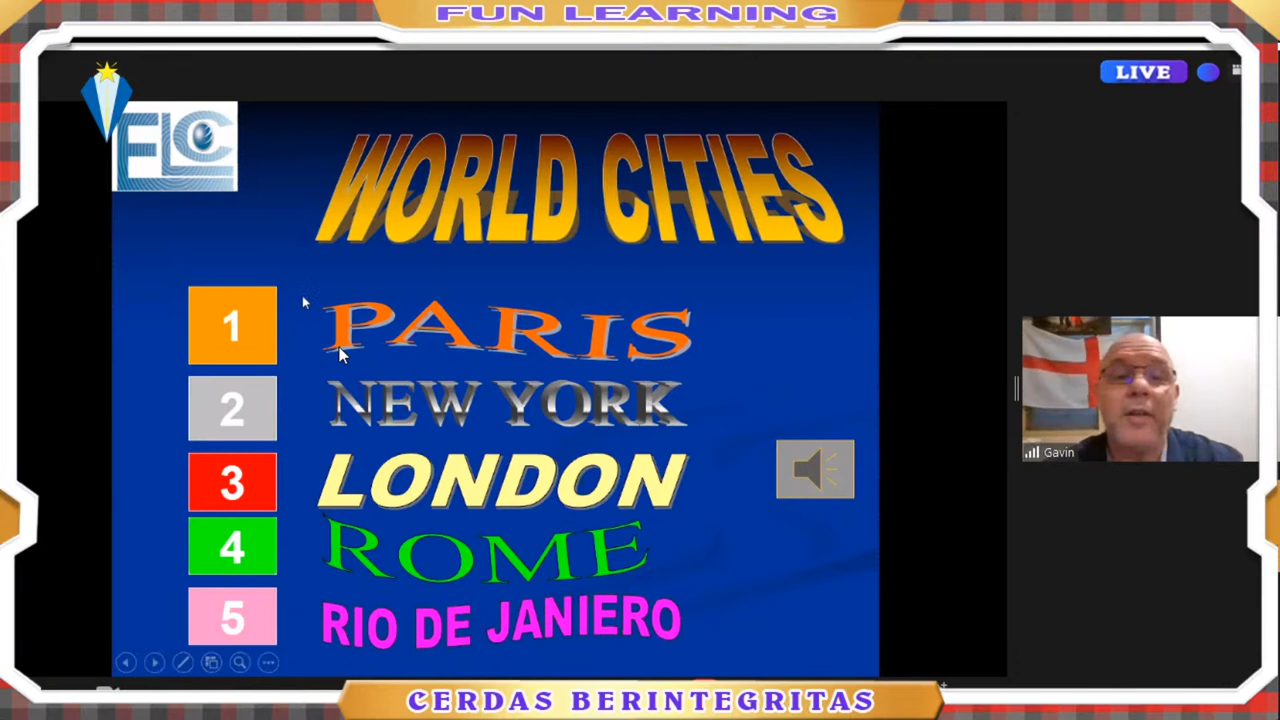 FUN LEARNING
LIVE
ELC
WORLD CITIES
1 PARIS
2 NEW YORK
3 LONDON
4 ROME
5 RIO DE JANIERO
Gavin
CERDAS BERINTEGRITAS